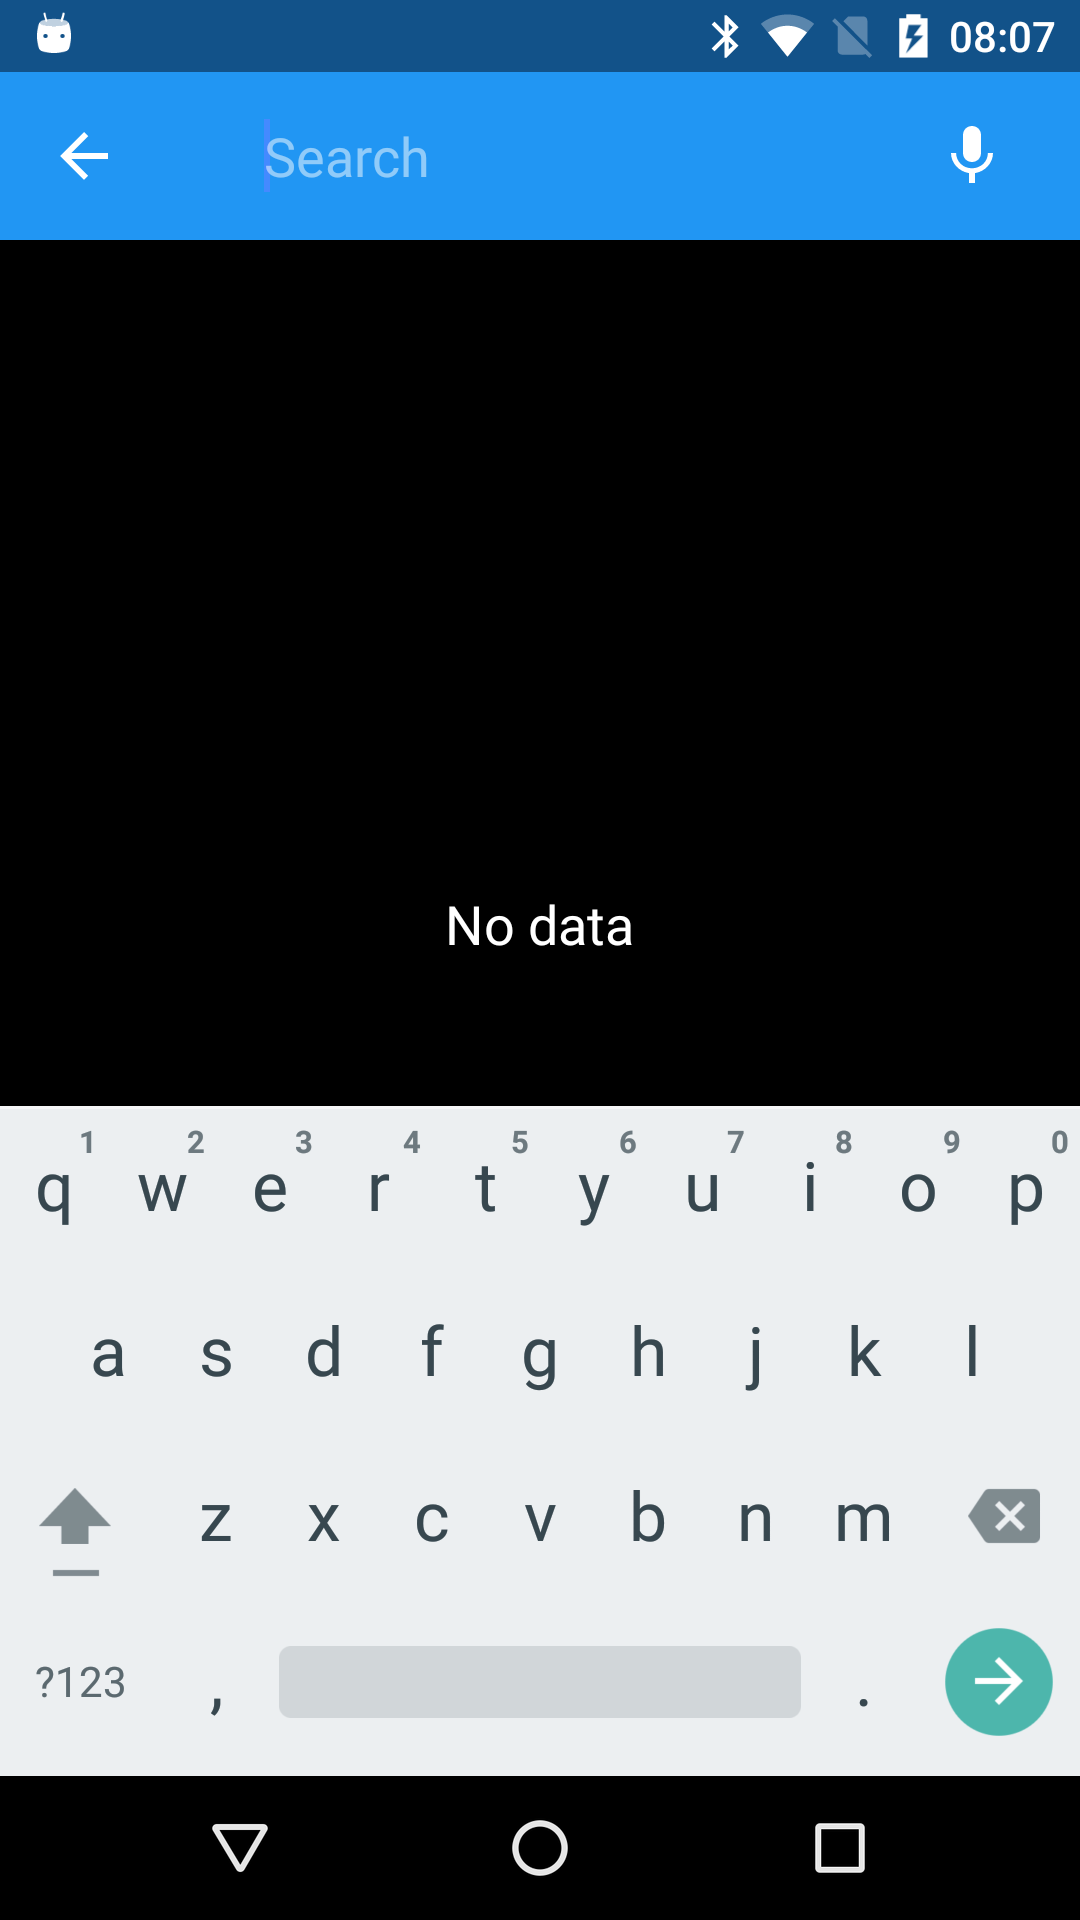 08:07
Search
No data
1 2 3 4 5 6 7 8 9 0
q w e r t y u i o p
a s d f g h j k l
z x c v b n m
?123 , .